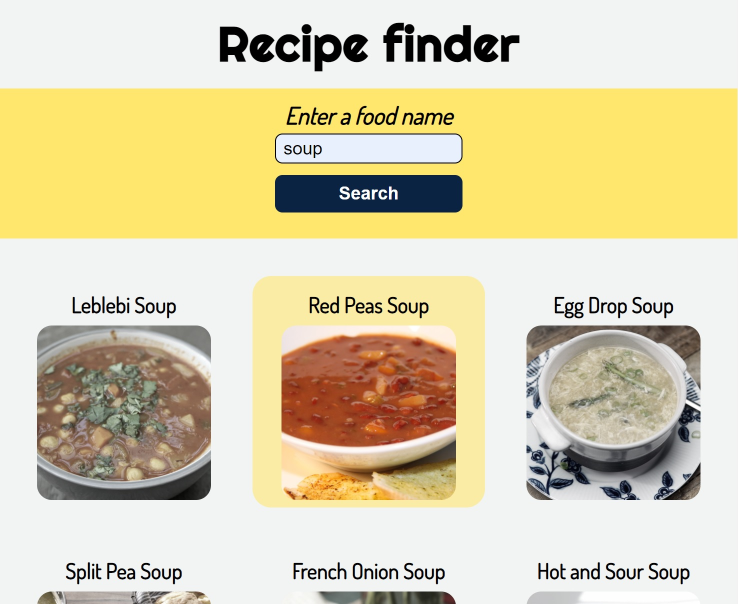 Recipe finder
Enter a food name
soup
Search
Leblebi Soup
Red Peas Soup
Egg Drop Soup
Split Pea Soup
French Onion Soup
Hot and Sour Soup